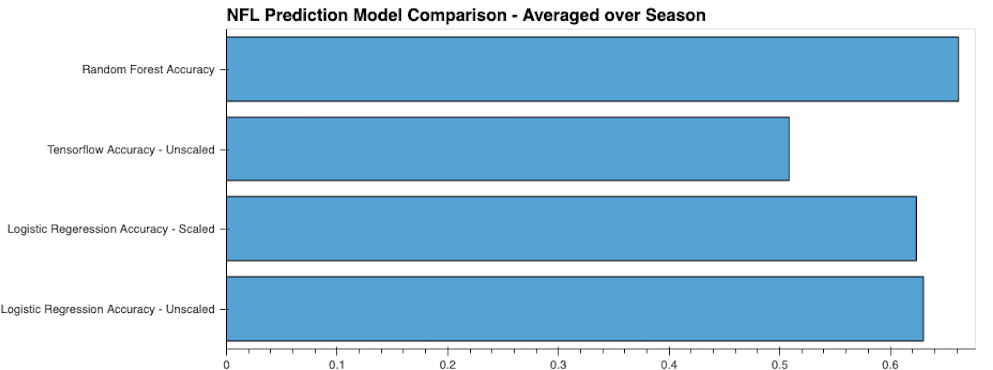 NFL Prediction Model Comparison - Averaged over Season
Random Forest Accuracy
Tensorflow Accuracy - Unscaled
Logistic Regeression Accuracy - Scaled
Logistic Regression Accuracy - Unscaled
0 0.1 0.2 0.3 0.4 0.5 0.6